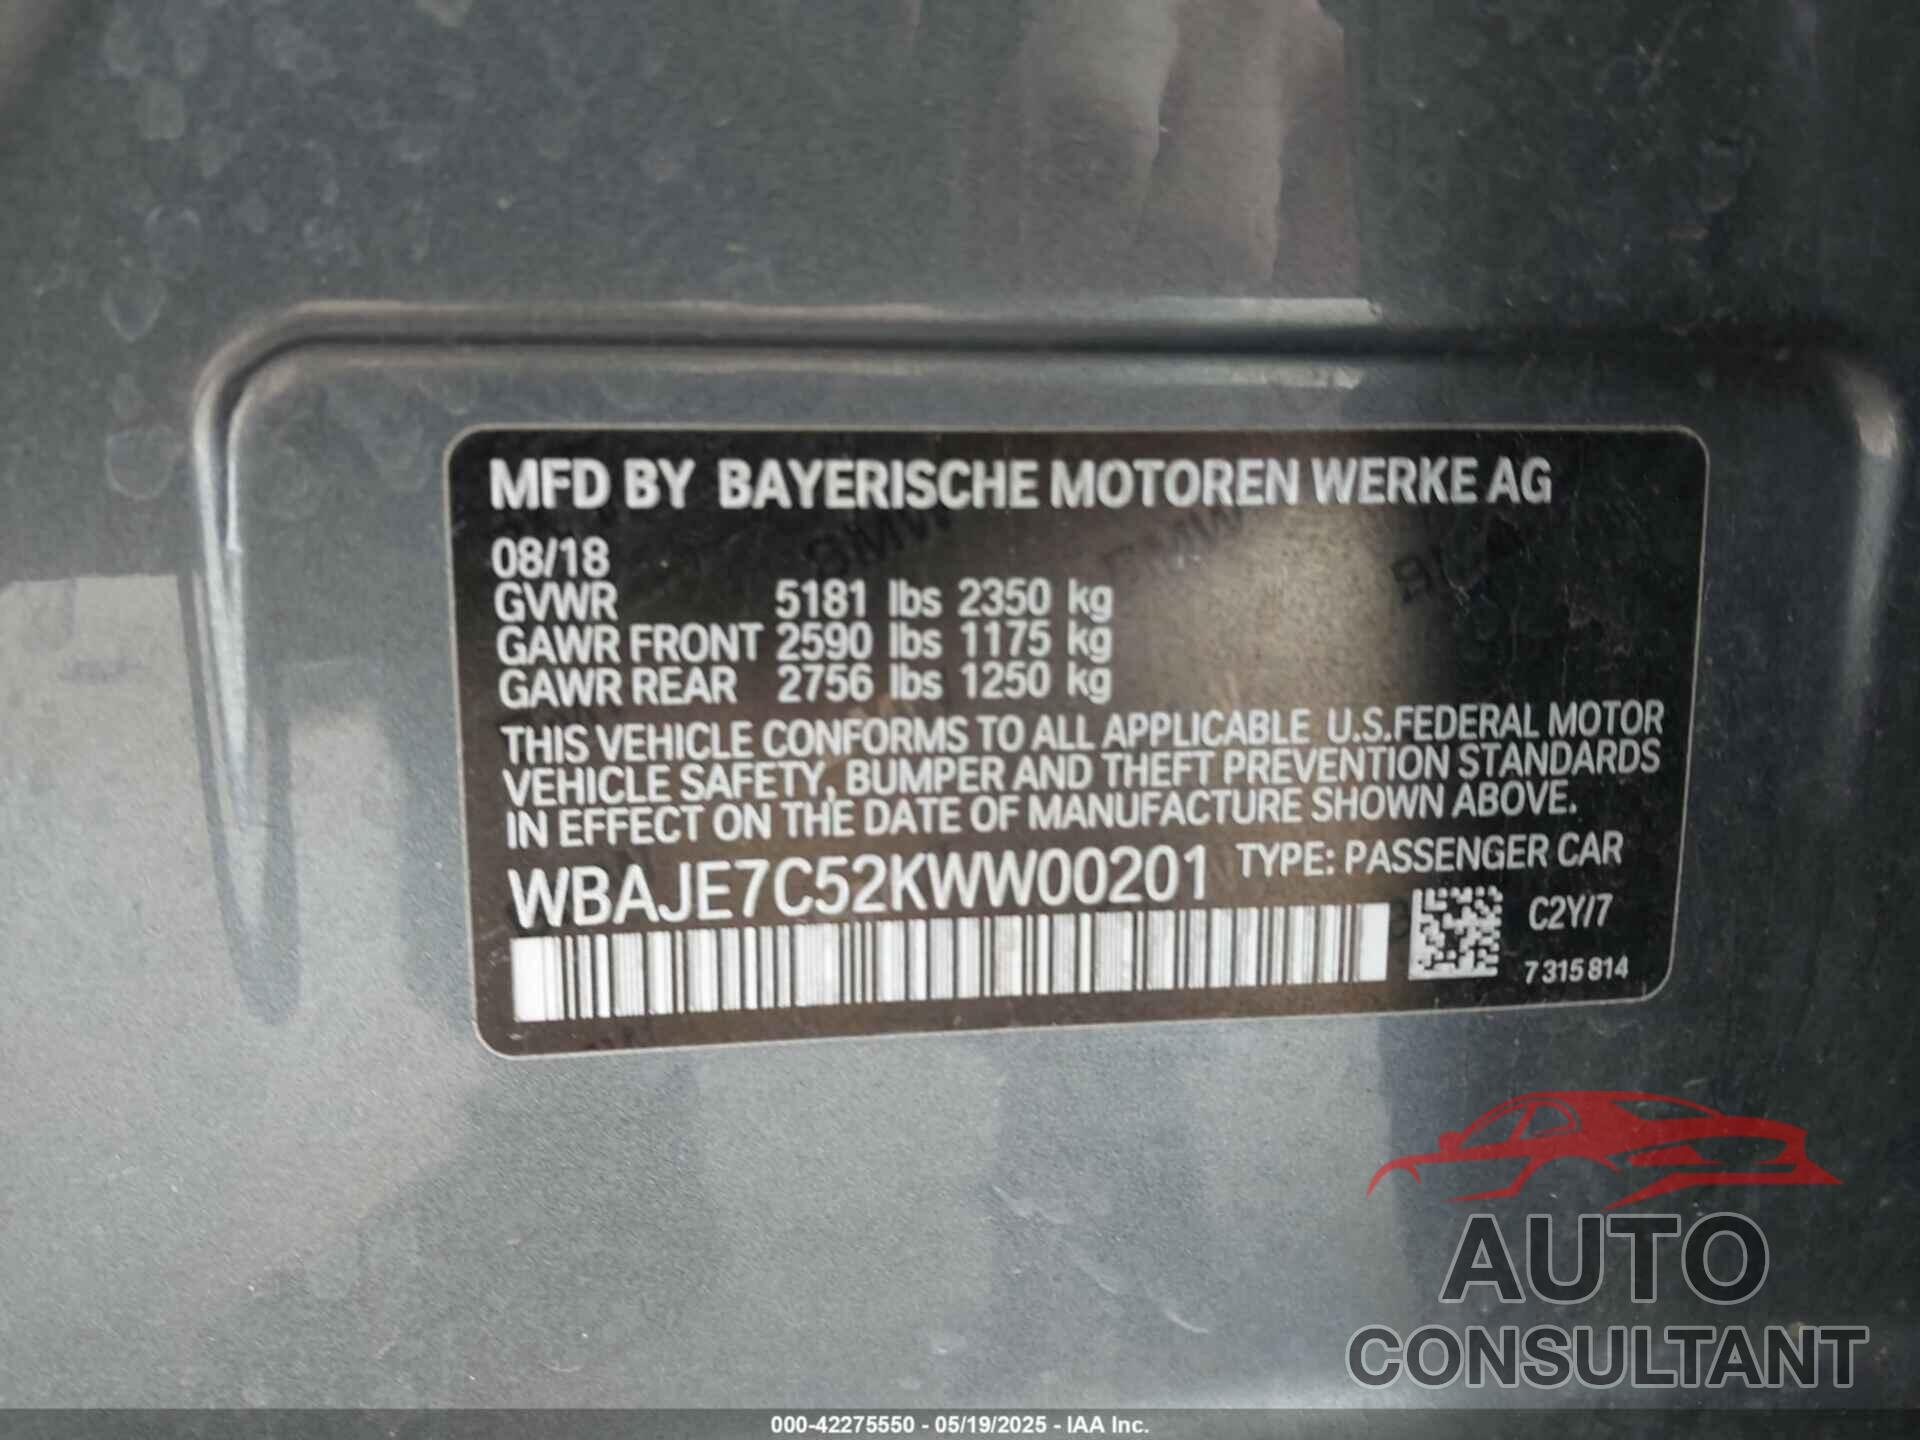 MFD BY BAYERISCHE MOTOREN WERKE AG
08/18
GVWR 5181 lbs 2350 kg
GAWR FRONT 2590 lbs 1175 kg
GAWR REAR 2756 lbs 1250 kg
THIS VEHICLE CONFORMS TO ALL APPLICABLE U.S.FEDERAL MOTOR
VEHICLE SAFETY, BUMPER AND THEFT PREVENTION STANDARDS
IN EFFECT ON THE DATE OF MANUFACTURE SHOWN ABOVE.
WBAJE7C52KWW00201 TYPE: PASSENGER CAR
C2Y/7
7 315 814
AUTO
CONSULTANT
000-42275550 - 05/19/2025 - IAA Inc.